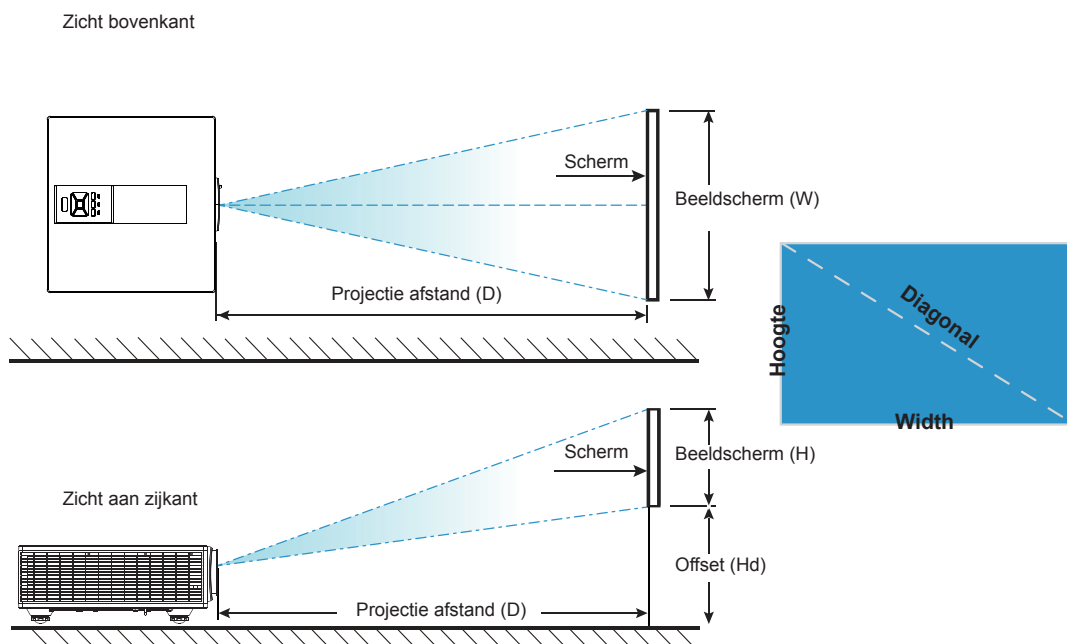 Zicht bovenkant
Scherm
Beeldscherm (W)
Projectie afstand (D)
Hoogte
Diagonal
Width
Scherm
Beeldscherm (H)
Zicht aan zijkant
Offset (Hd)
Projectie afstand (D)